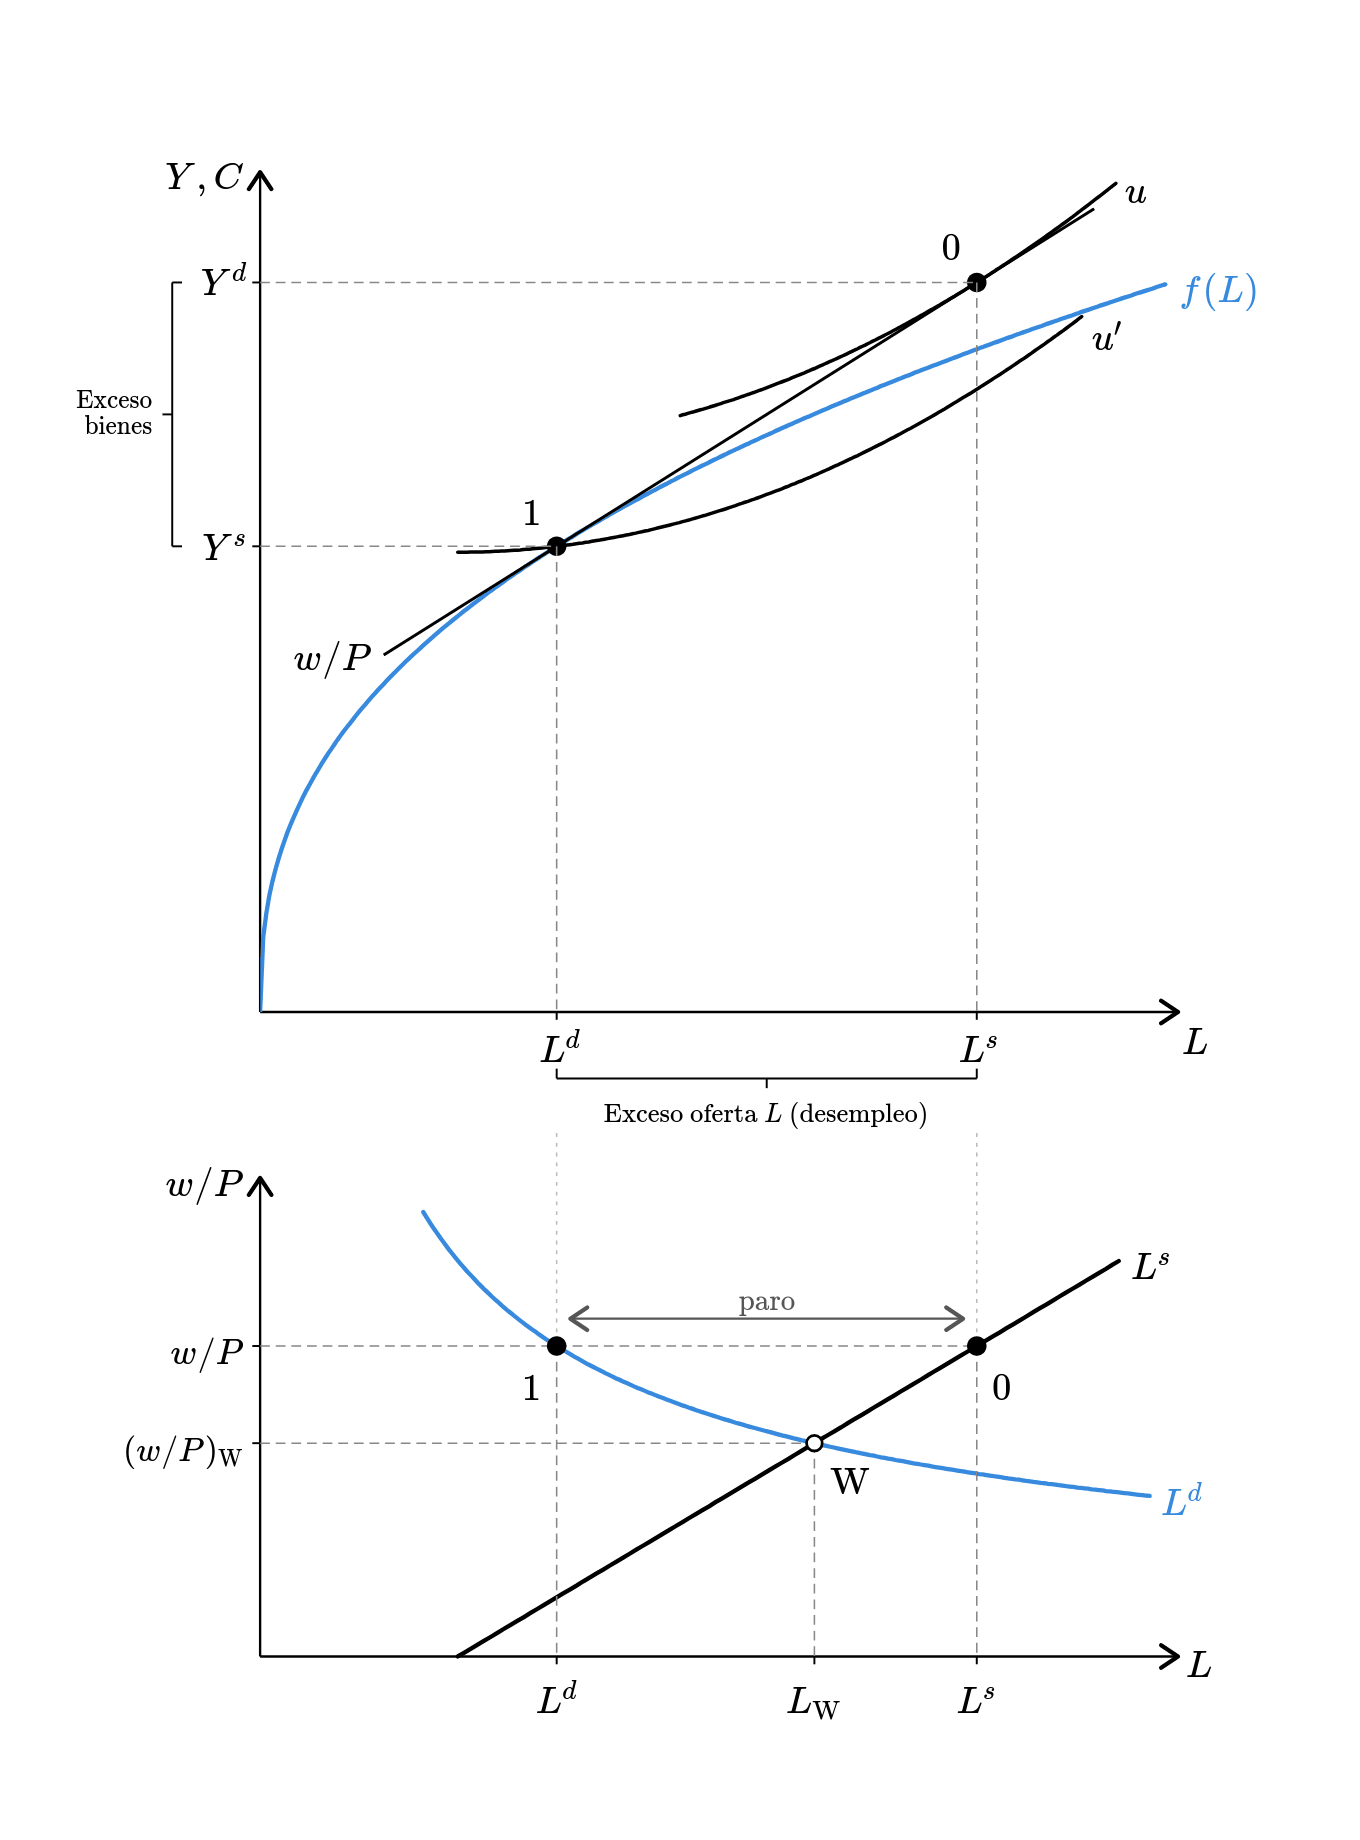 Y, C
u
0
Y^d
f(L)
u′
Exceso
bienes
1
Y^s
w/P
L^d
L^s
L
Exceso oferta L (desempleo)
w/P
L^s
paro
w/P
1
0
(w/P)_W
W
L^d
L
L^d
L_W
L^s